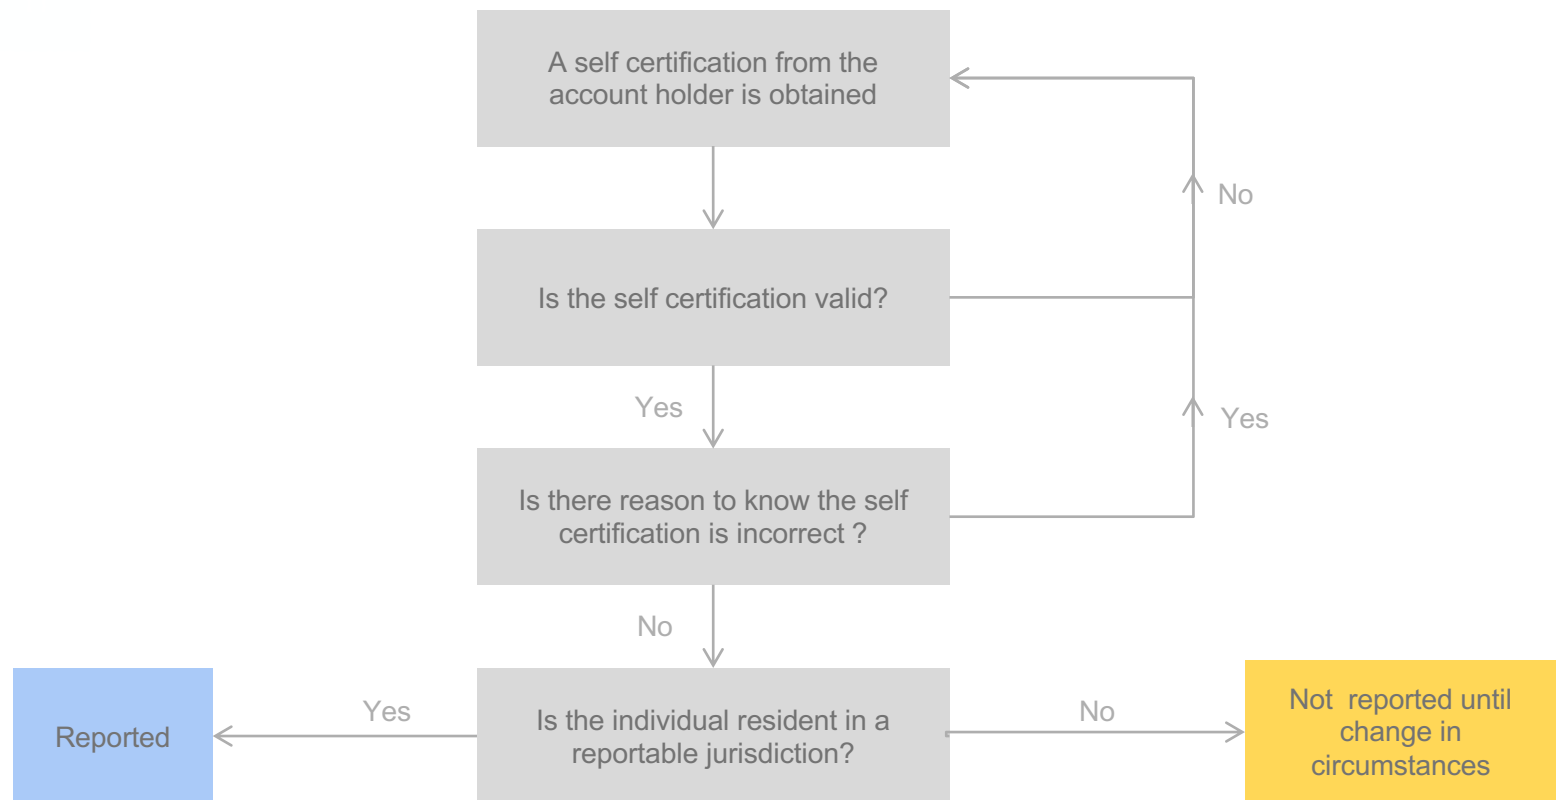 A self certification from the
account holder is obtained
No
Is the self certification valid?
Yes
Yes
Is there reason to know the self
certification is incorrect ?
No
Reported
Yes
Is the individual resident in a
reportable jurisdiction?
No
Not  reported until
change in
circumstances